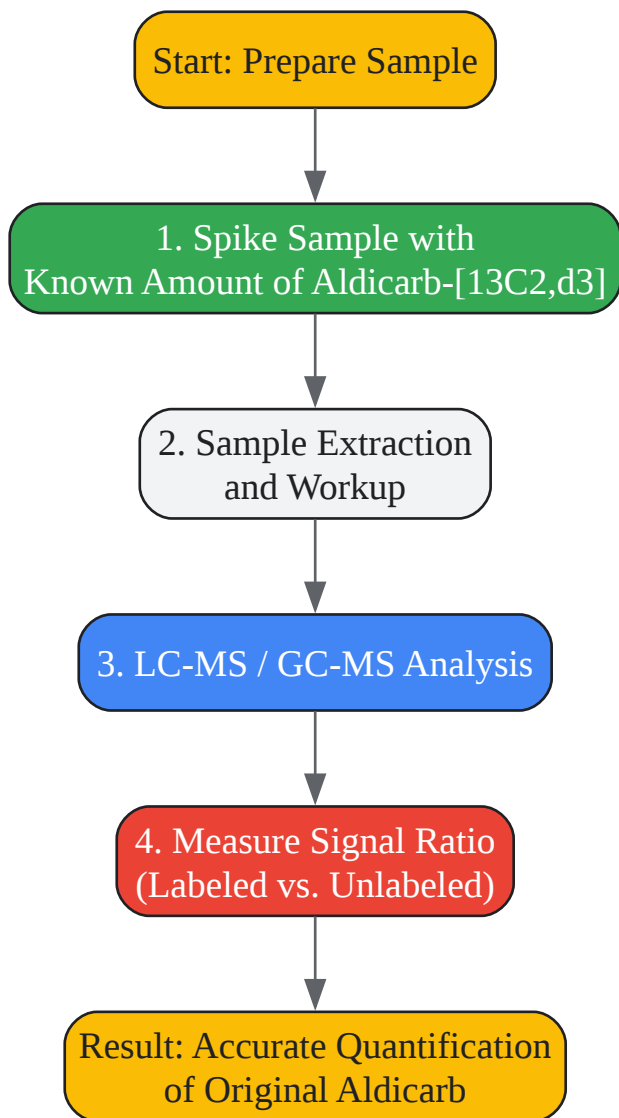 Start: Prepare Sample
1. Spike Sample with
Known Amount of Aldicarb-[13C2,d3]
2. Sample Extraction
and Workup
3. LC-MS / GC-MS Analysis
4. Measure Signal Ratio
(Labeled vs. Unlabeled)
Result: Accurate Quantification
of Original Aldicarb